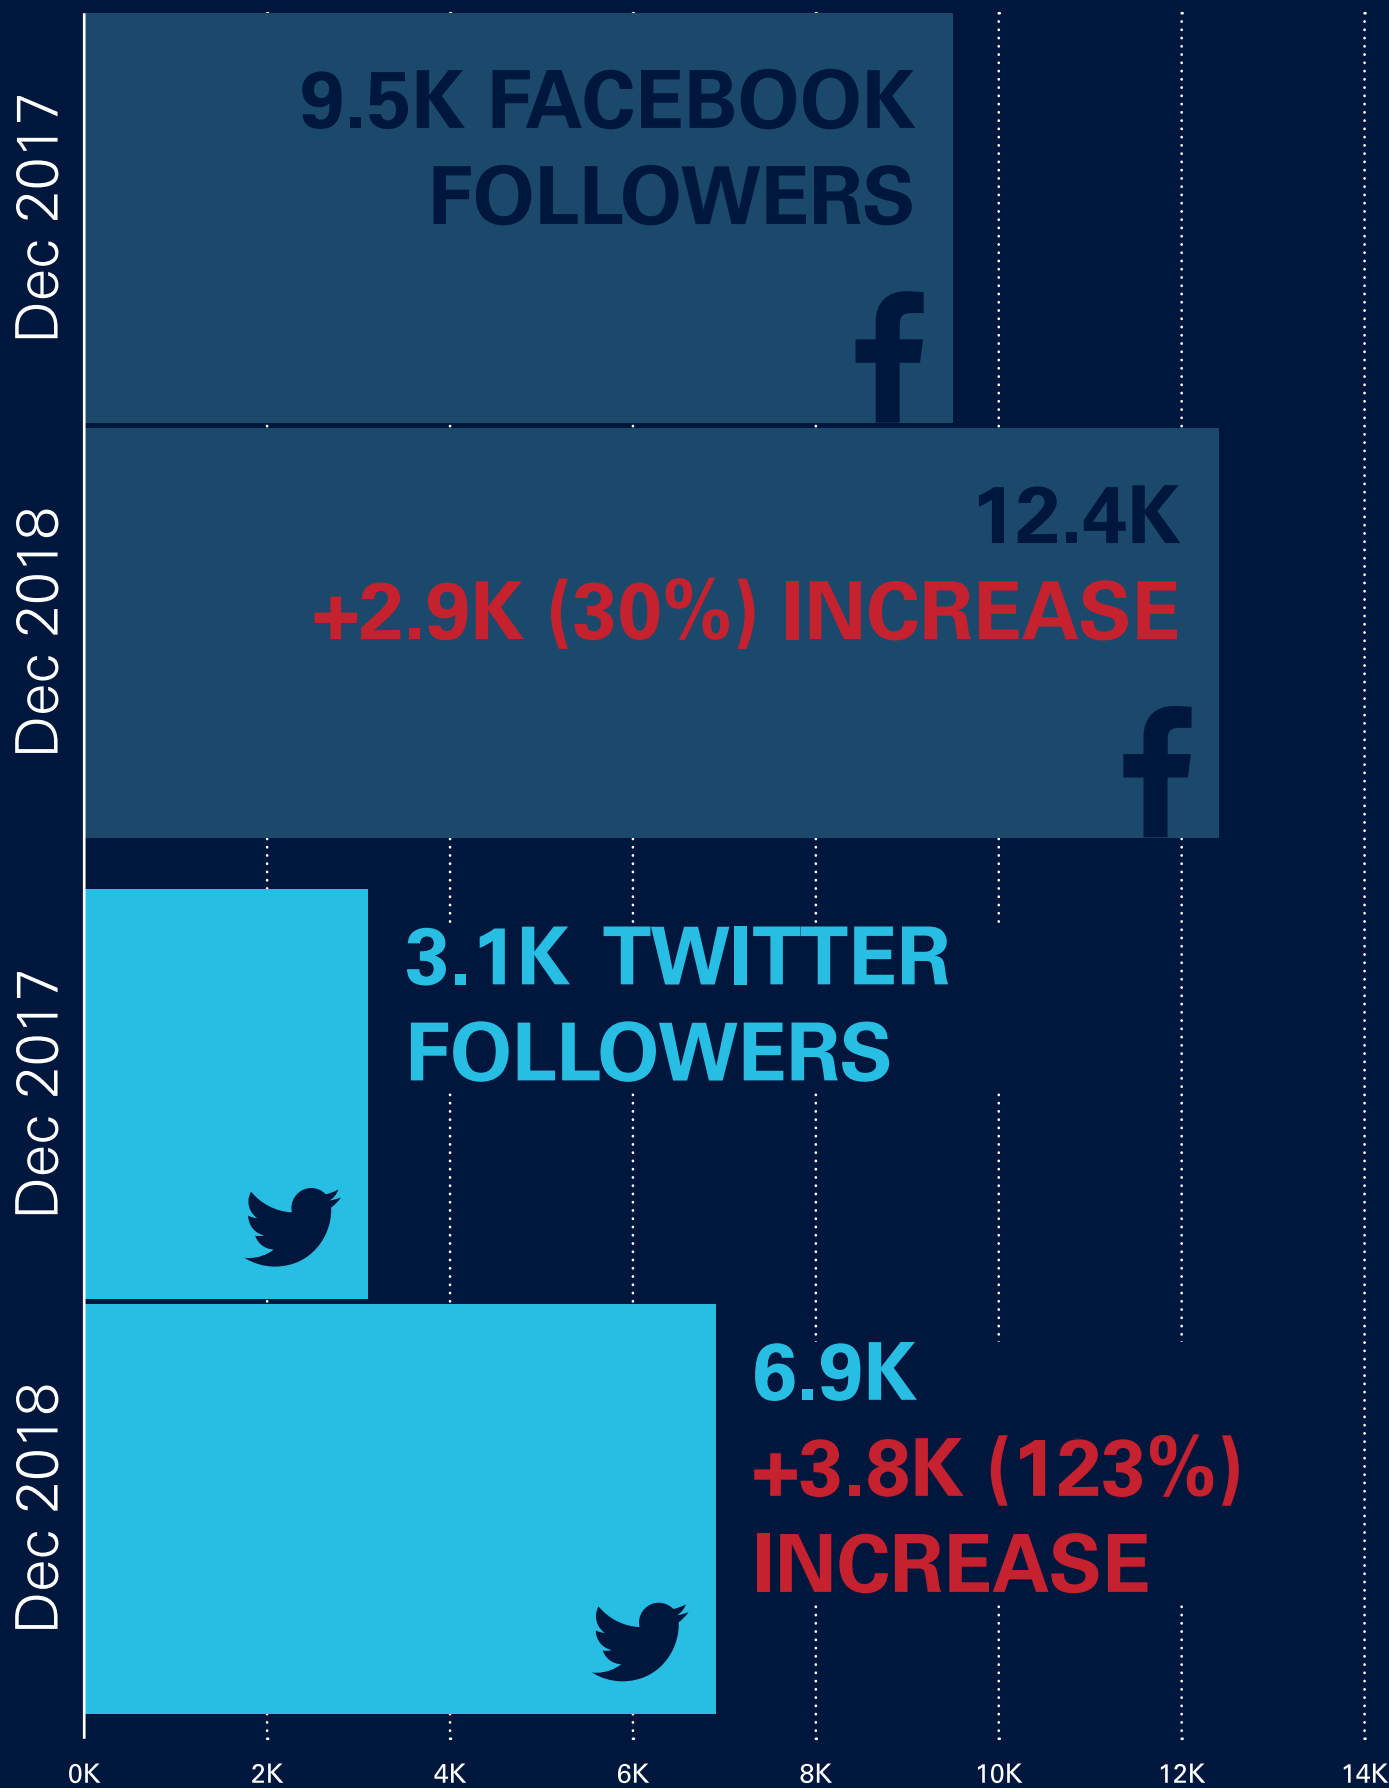 Dec 2017
9.5K FACEBOOK
FOLLOWERS
Dec 2018
12.4K
+2.9K (30%) INCREASE
Dec 2017
3.1K TWITTER
FOLLOWERS
Dec 2018
6.9K
+3.8K (123%)
INCREASE
0K 2K 4K 6K 8K 10K 12K 14K